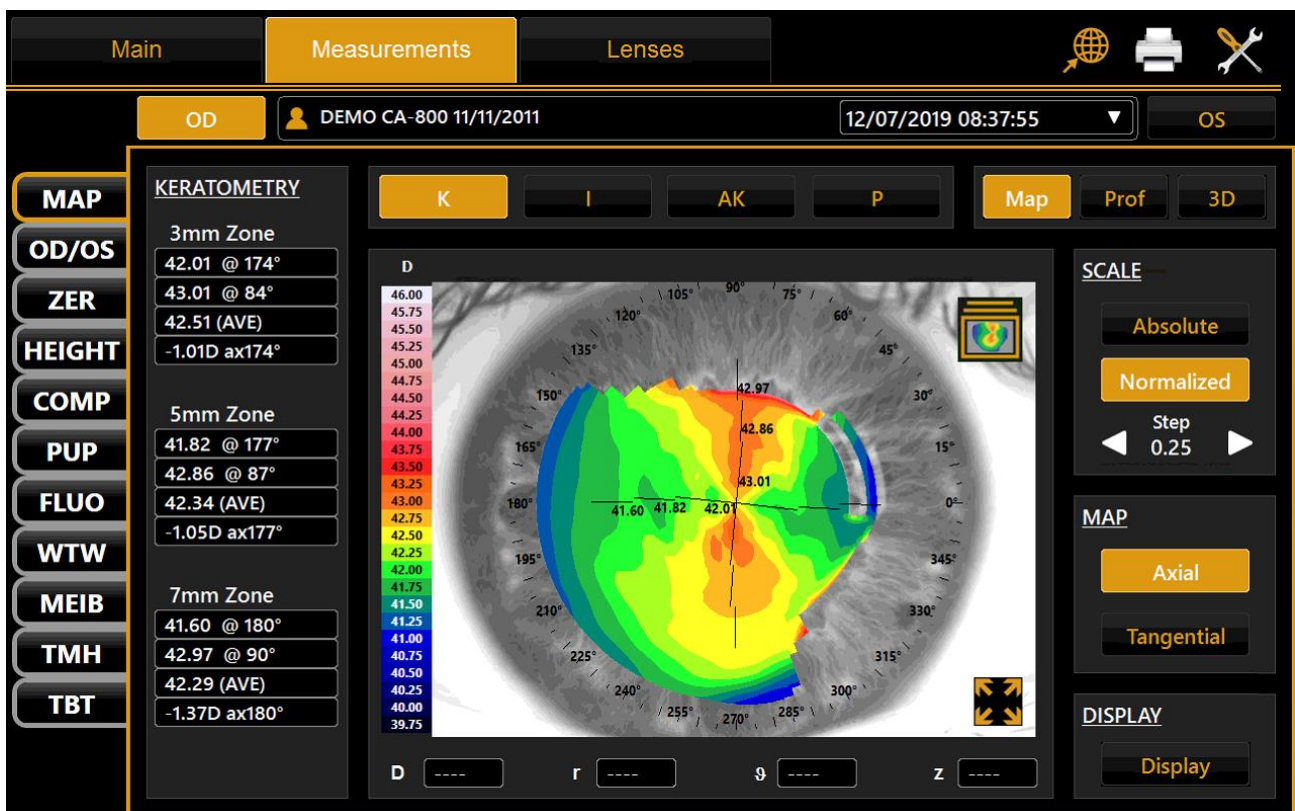 Main Measurements Lenses
OD DEMO CA-800 11/11/2011 12/07/2019 08:37:55 ▼ OS
MAP
OD/OS
ZER
HEIGHT
COMP
PUP
FLUO
WTW
MEIB
TMH
TBT
KERATOMETRY
3mm Zone
42.01 @ 174°
43.01 @ 84°
42.51 (AVE)
-1.01D ax174°
5mm Zone
41.82 @ 177°
42.86 @ 87°
42.34 (AVE)
-1.05D ax177°
7mm Zone
41.60 @ 180°
42.97 @ 90°
42.29 (AVE)
-1.37D ax180°
K I AK P
Map Prof 3D
D
46.00
45.75
45.50
45.25
45.00
44.75
44.50
44.25
44.00
43.75
43.50
43.25
43.00
42.75
42.50
42.25
42.00
41.75
41.50
41.25
41.00
40.75
40.50
40.25
40.00
39.75
105° 90° 75°
120° 60°
135° 45°
150° 42.97 30°
165° 42.86 15°
43.01
180° 41.60 41.82 42.01 0°
195° 345°
210° 330°
225° 315°
240° 300°
255° 270° 285°
D ---- r ---- ϑ ---- z ----
SCALE
Absolute
Normalized
Step
0.25
MAP
Axial
Tangential
DISPLAY
Display